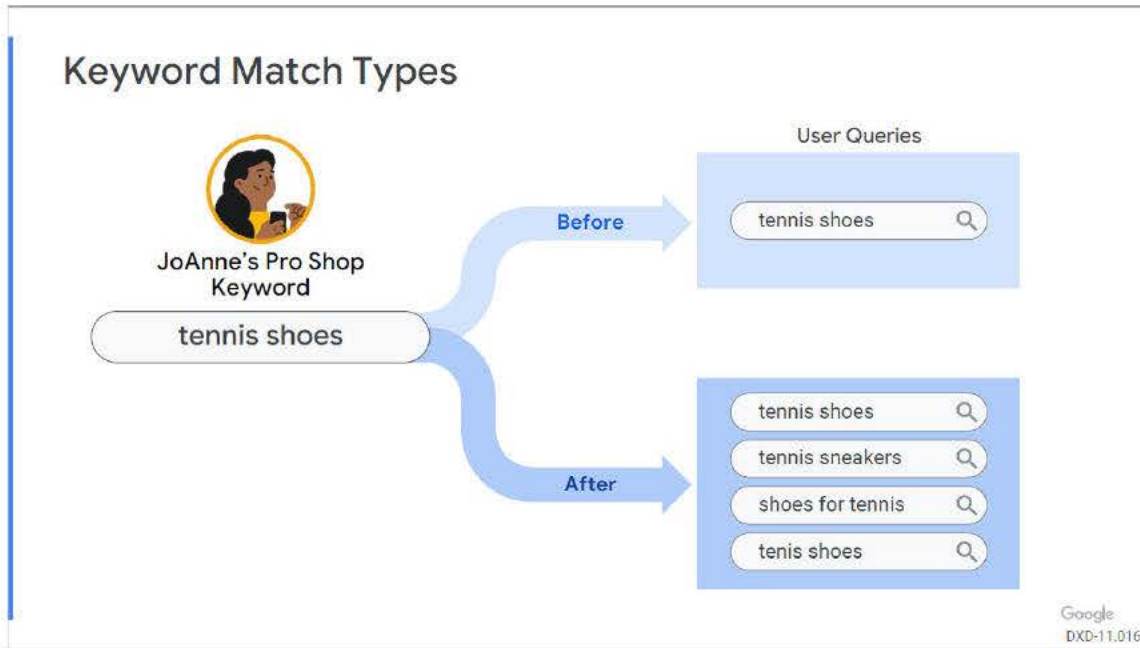 Keyword Match Types
JoAnne's Pro Shop
Keyword
tennis shoes
Before
After
User Queries
tennis shoes
tennis shoes
tennis sneakers
shoes for tennis
tenis shoes
Google
DXD-11.016